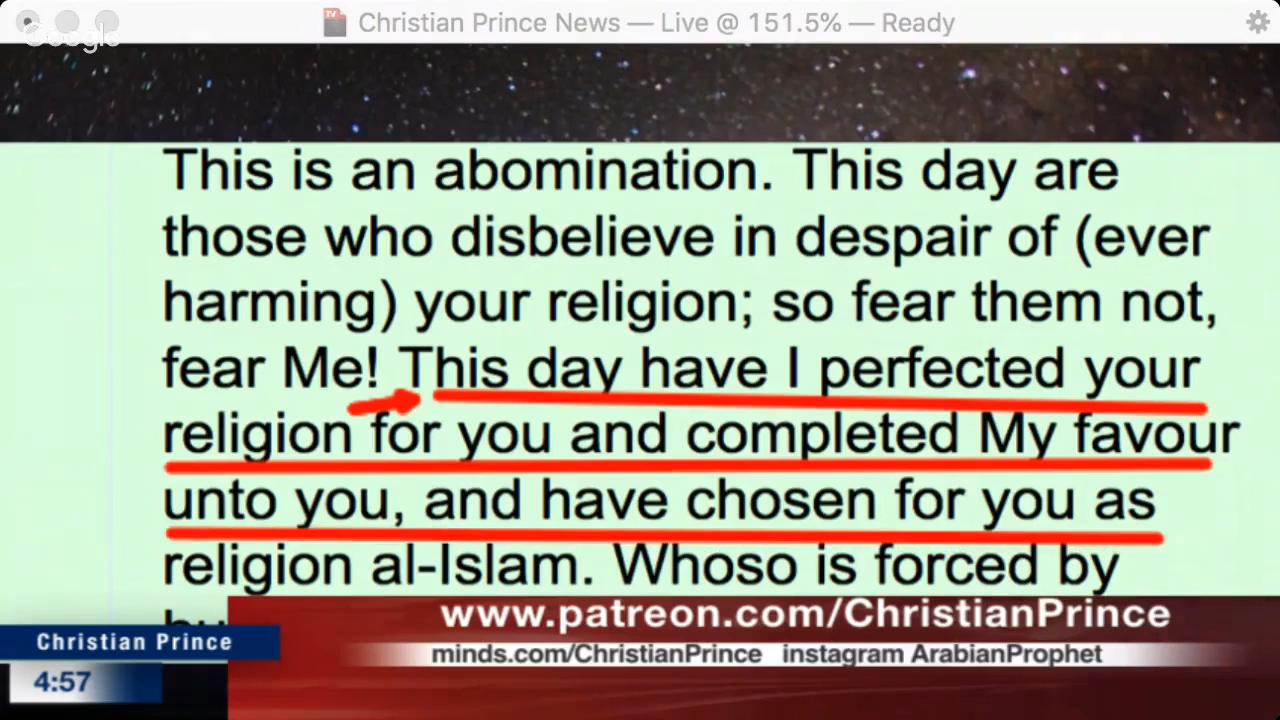 Christian Prince News — Live @ 151.5% — Ready
Google
This is an abomination. This day are
those who disbelieve in despair of (ever
harming) your religion; so fear them not,
fear Me! This day have I perfected your
religion for you and completed My favour
unto you, and have chosen for you as
religion al-Islam. Whoso is forced by
www.patreon.com/ChristianPrince
Christian Prince
minds.com/ChristianPrince instagram ArabianProphet
4:57